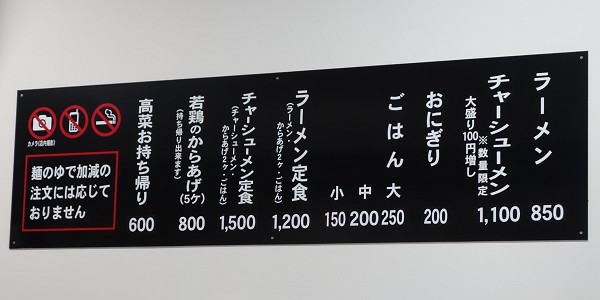 ラーメン
850
チャーシューメン
※数量限定
大盛り100円増し
1,100
おにぎり
200
ごはん
大
250
中
200
小
150
ラーメン定食
(ラーメン・
からあげ2ケ・ごはん)
1,200
チャーシューメン定食
(チャーシューメン・
からあげ2ケ・ごはん)
1,500
若鶏のからあげ(5ケ)
(持ち帰り出来ます)
800
高菜お持ち帰り
600
カメラ(店内撮影)
麺のゆで加減の
注文には応じて
おりません